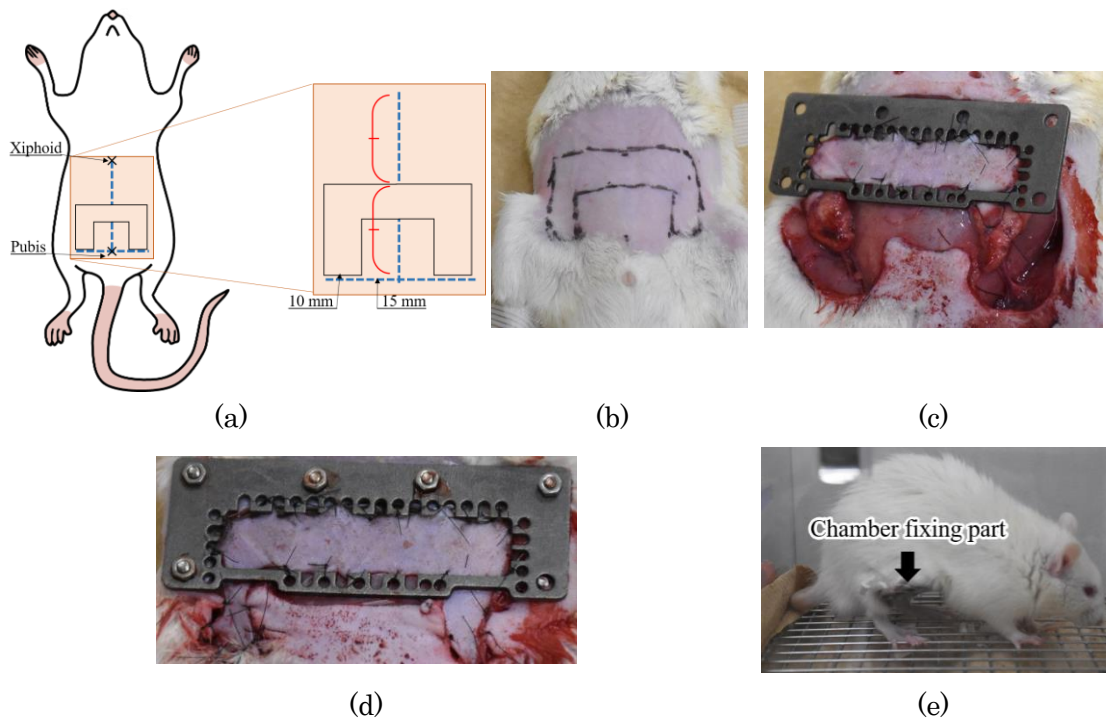 Xiphoid
Pubis
10 mm
15 mm
(a)
(b)
(c)
Chamber fixing part
(d)
(e)